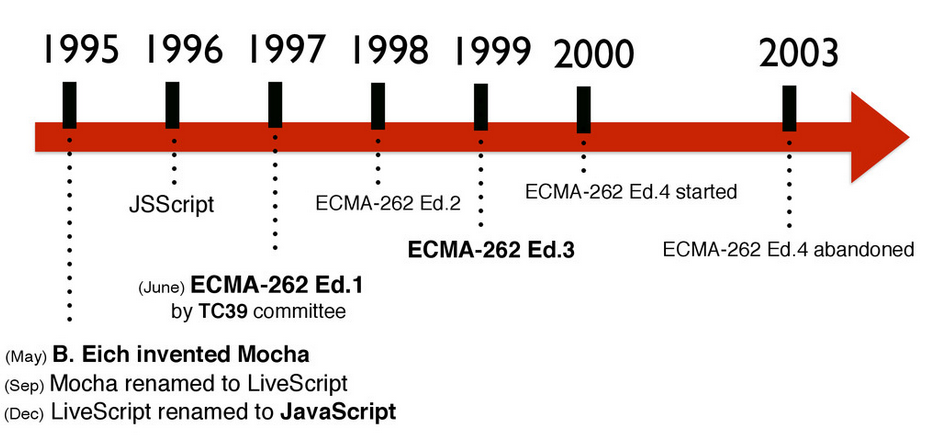 1995 1996 1997 1998 1999 2000 2003
JSScript
ECMA-262 Ed.2
ECMA-262 Ed.4 started
ECMA-262 Ed.3
ECMA-262 Ed.4 abandoned
(June) ECMA-262 Ed.1
by TC39 committee
(May) B. Eich invented Mocha
(Sep) Mocha renamed to LiveScript
(Dec) LiveScript renamed to JavaScript